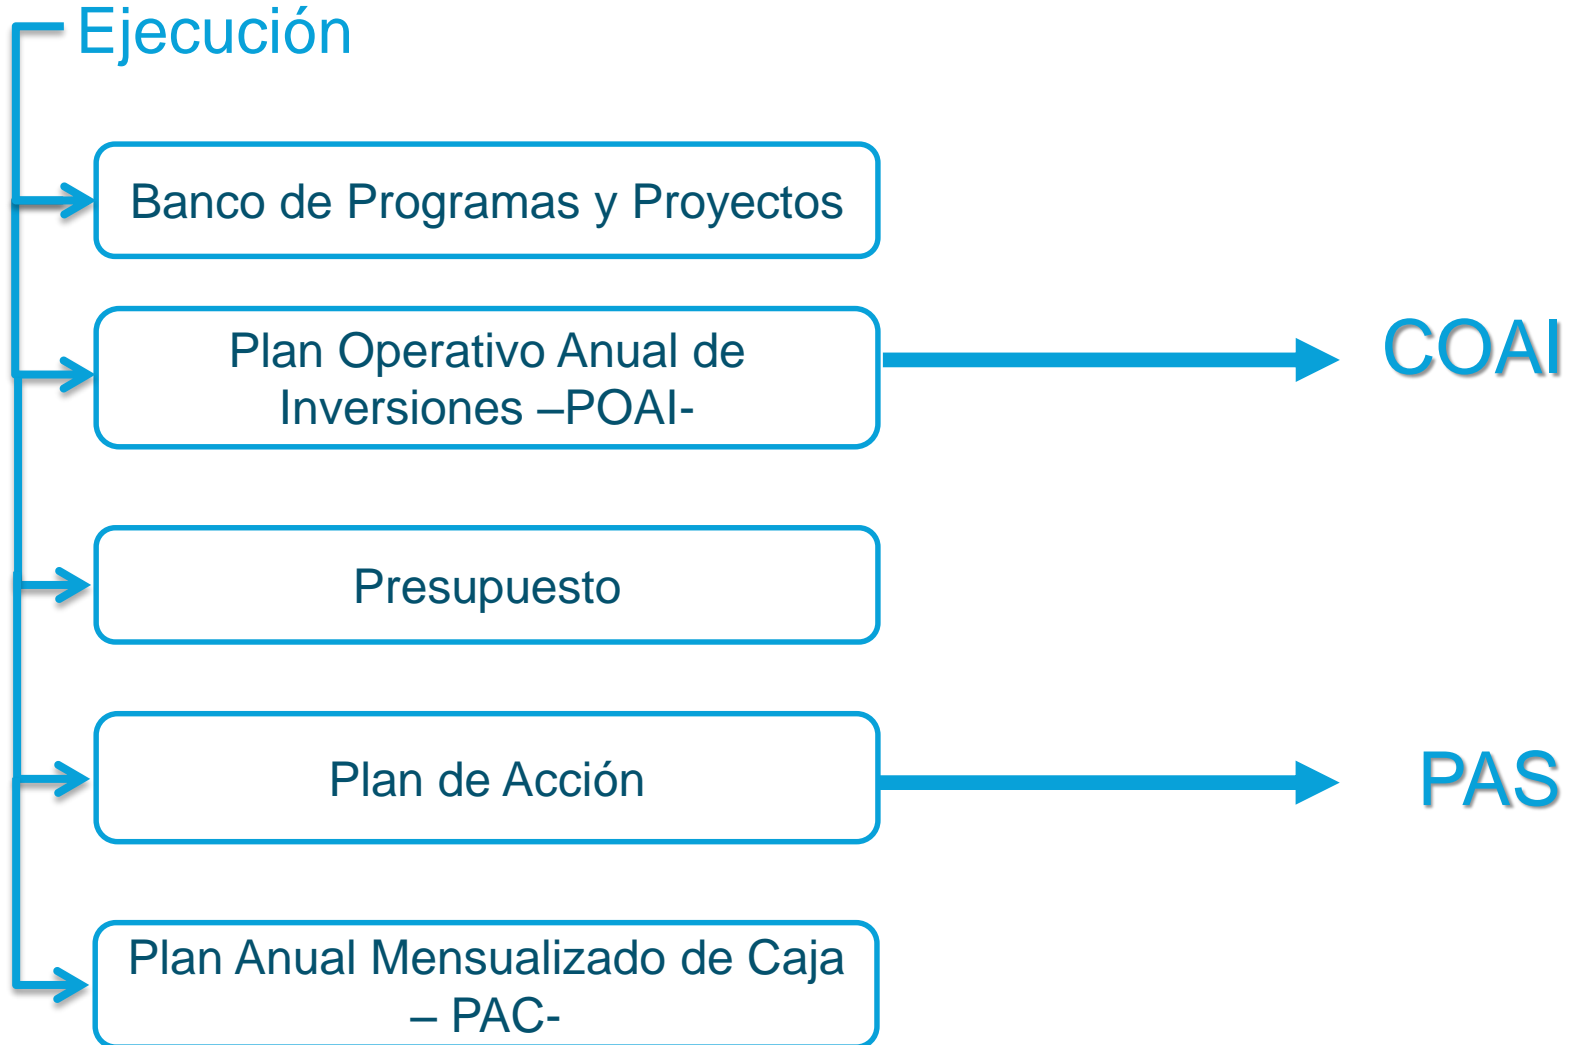 Ejecución
Banco de Programas y Proyectos
Plan Operativo Anual de
Inversiones –POAI-
COAI
Presupuesto
Plan de Acción
PAS
Plan Anual Mensualizado de Caja
– PAC-